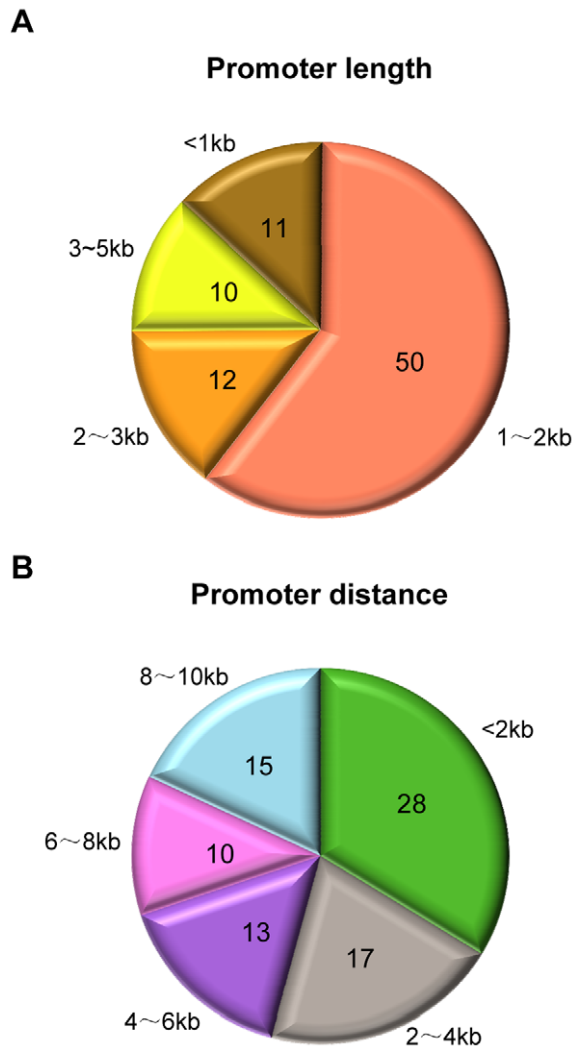 A
Promoter length
<1kb
11
3~5kb
10
50
12
2～3kb
1～2kb
B
Promoter distance
8～10kb
<2kb
15
28
6～8kb
10
13
17
4～6kb
2～4kb